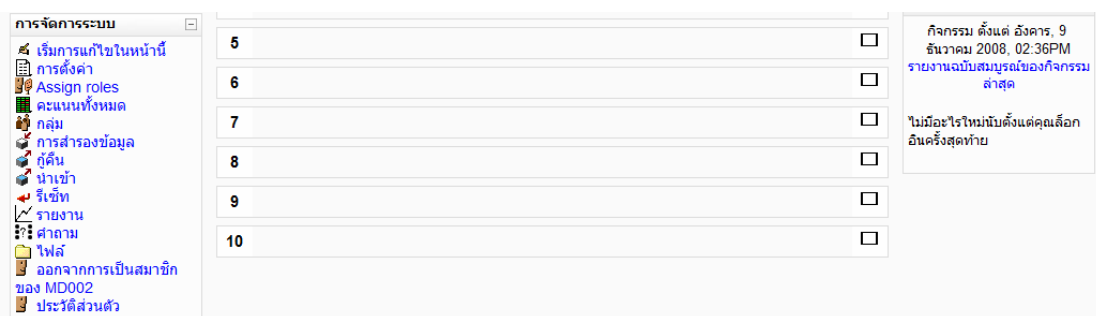 การจัดการระบบ
เริ่มการแก้ไขในหน้านี้
การตั้งค่า
Assign roles
คะแนนทั้งหมด
กลุ่ม
การสำรองข้อมูล
กู้คืน
นำเข้า
รีเซ็ท
รายงาน
คำถาม
ไฟล์
ออกจากการเป็นสมาชิก
ของ MD002
ประวัติส่วนตัว
5
6
7
8
9
10
กิจกรรม ตั้งแต่ อังคาร, 9
ธันวาคม 2008, 02:36PM
รายงานฉบับสมบูรณ์ของกิจกรรม
ล่าสุด
ไม่มีอะไรใหม่นับตั้งแต่คุณล็อก
อินครั้งสุดท้าย